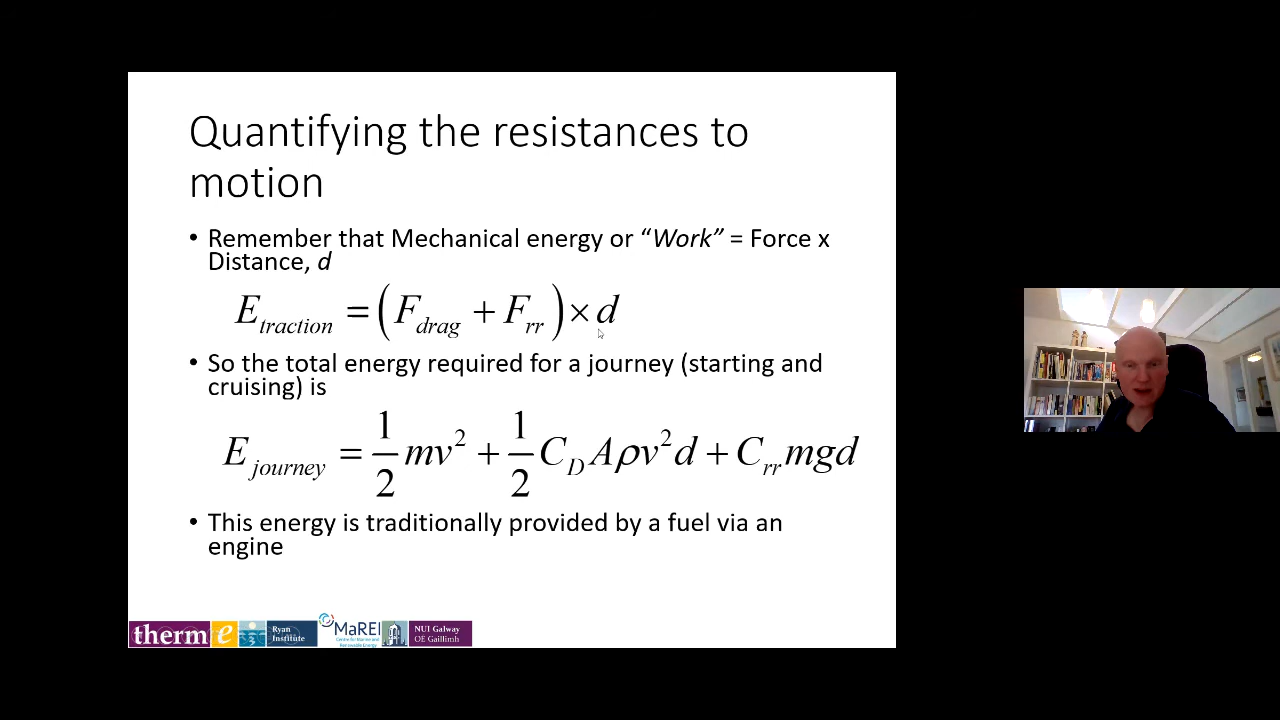 Quantifying the resistances to
motion
• Remember that Mechanical energy or “Work” = Force x
Distance, d
E_traction = (F_drag + F_rr) × d
• So the total energy required for a journey (starting and
cruising) is
E_journey = 1/2 mv² + 1/2 C_D Aρv²d + C_rr mgd
• This energy is traditionally provided by a fuel via an
engine
therme
Ryan
Institute
MaREI
Centre for Marine and
Renewable Energy
NUI Galway
OÉ Gaillimh